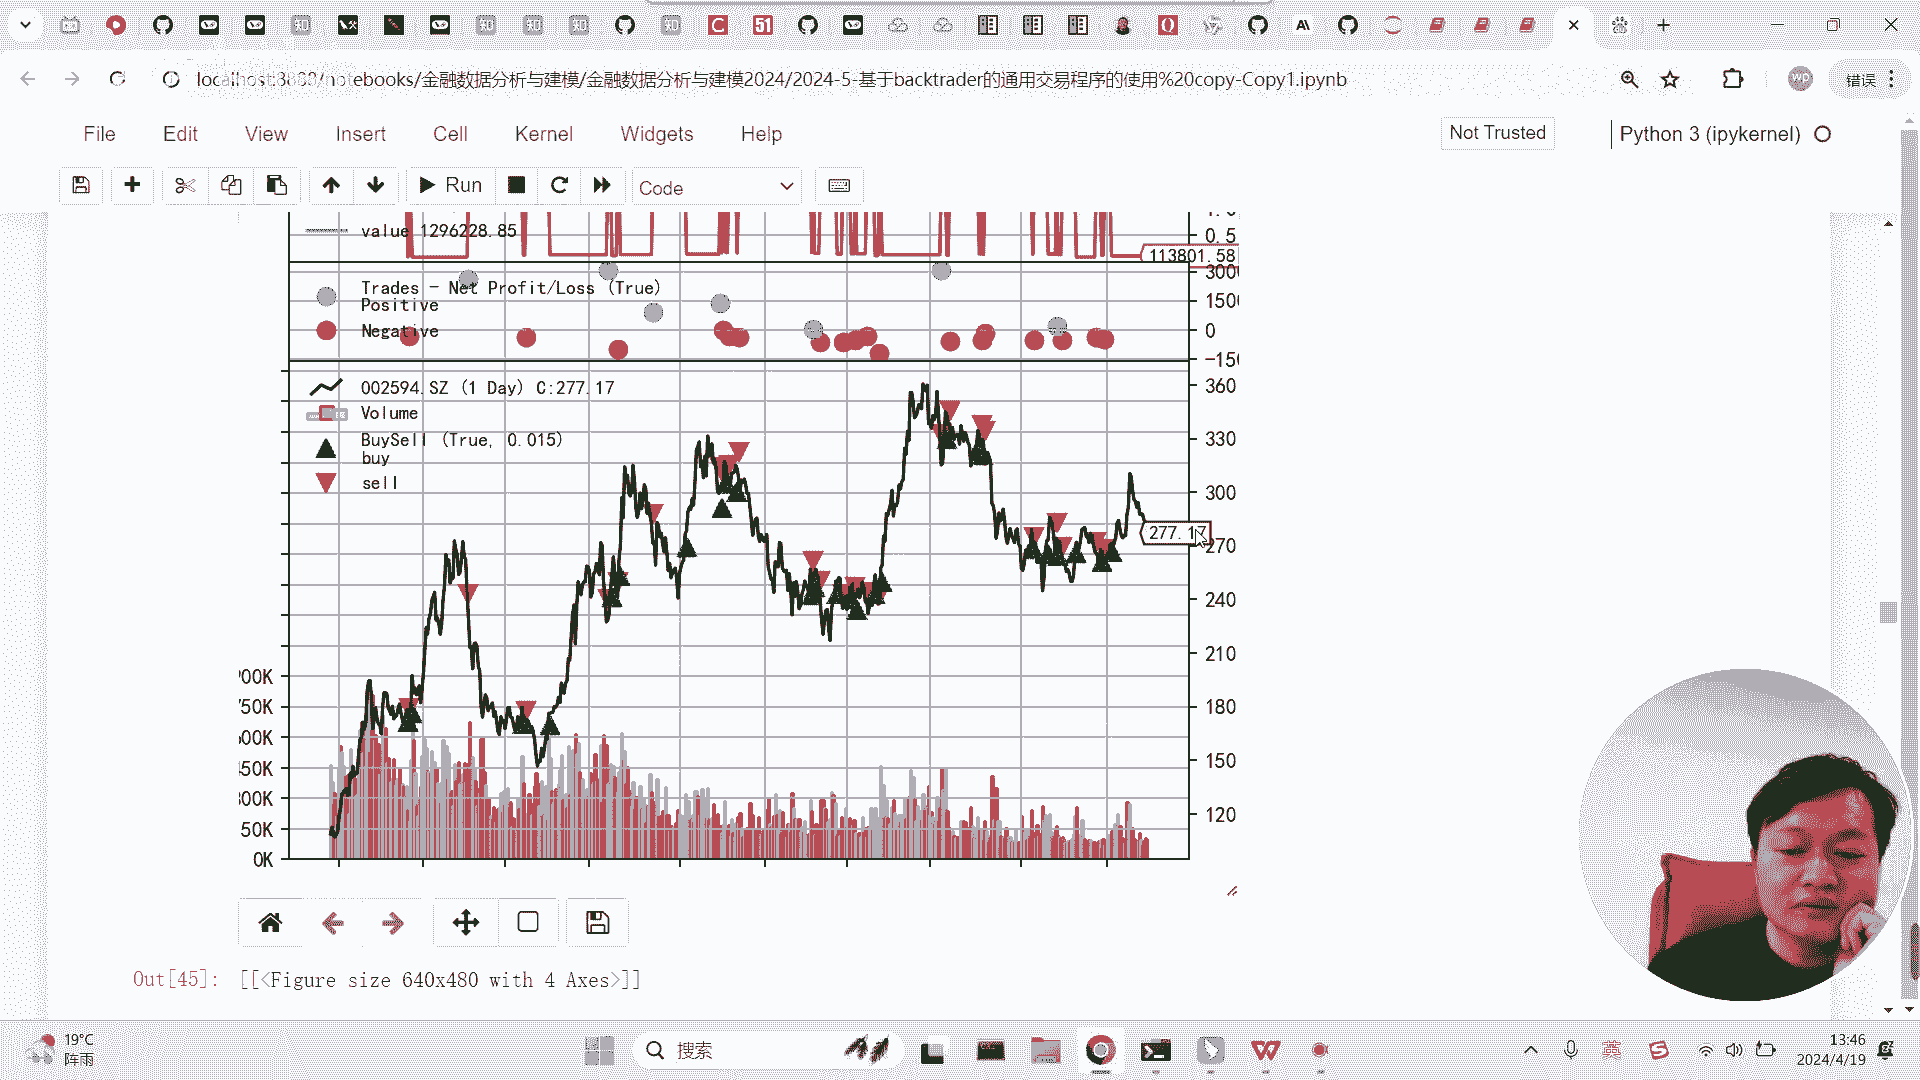 localhost:8888/notebooks/金融数据分析与建模/金融数据分析与建模2024/2024-5-基于backtrader的通用交易程序的使用%20copy-Copy1.ipynb
wp
错误
File Edit View Insert Cell Kernel Widgets Help
Not Trusted
Python 3 (ipykernel)
Run
Code
value 1296228.85
0.5
113801.58
Trades - Net Profit/Loss (True)
Positive
Negative
0
002594.SZ (1 Day) C:277.17
Volume
BuySell (True, 0.015)
buy
sell
360
330
300
277.17
270
240
210
180
150
120
00K
50K
00K
50K
00K
50K
0K
Out[45]: [[<Figure size 640x480 with 4 Axes>]]
19°C
阵雨
搜索
英
13:46
2024/4/19